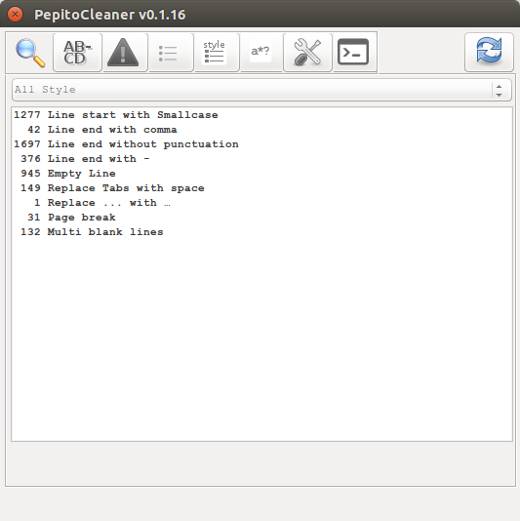 PepitoCleaner v0.1.16
AB-
CD
style
a*?
All Style
1277 Line start with Smallcase
42 Line end with comma
1697 Line end without punctuation
376 Line end with -
945 Empty Line
149 Replace Tabs with space
1 Replace ... with …
31 Page break
132 Multi blank lines